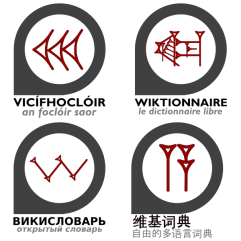 VICÍFHOCLÓIR
an foclóir saor
WIKTIONNAIRE
le dictionnaire libre
ВИКИСЛОВАРЬ
открытый словарь
维基词典
自由的多语言词典